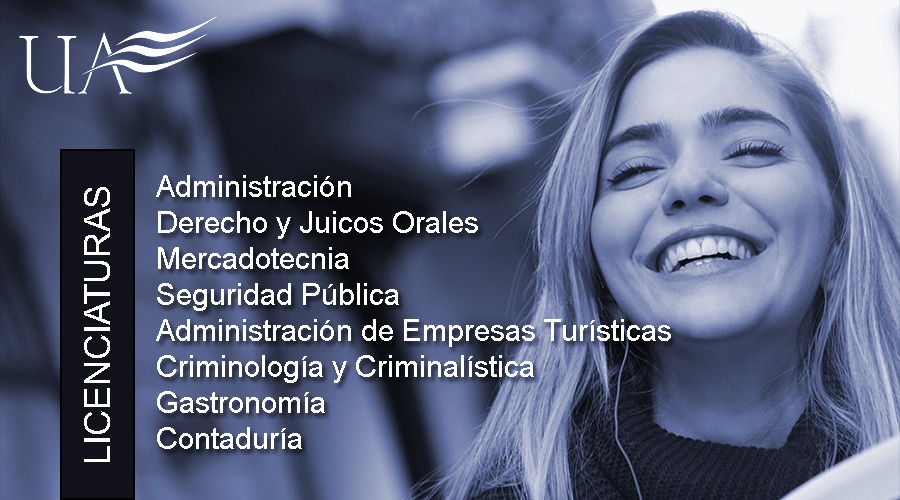 UA
LICENCIATURAS
Administración
Derecho y Juicos Orales
Mercadotecnia
Seguridad Pública
Administración de Empresas Turísticas
Criminología y Criminalística
Gastronomía
Contaduría